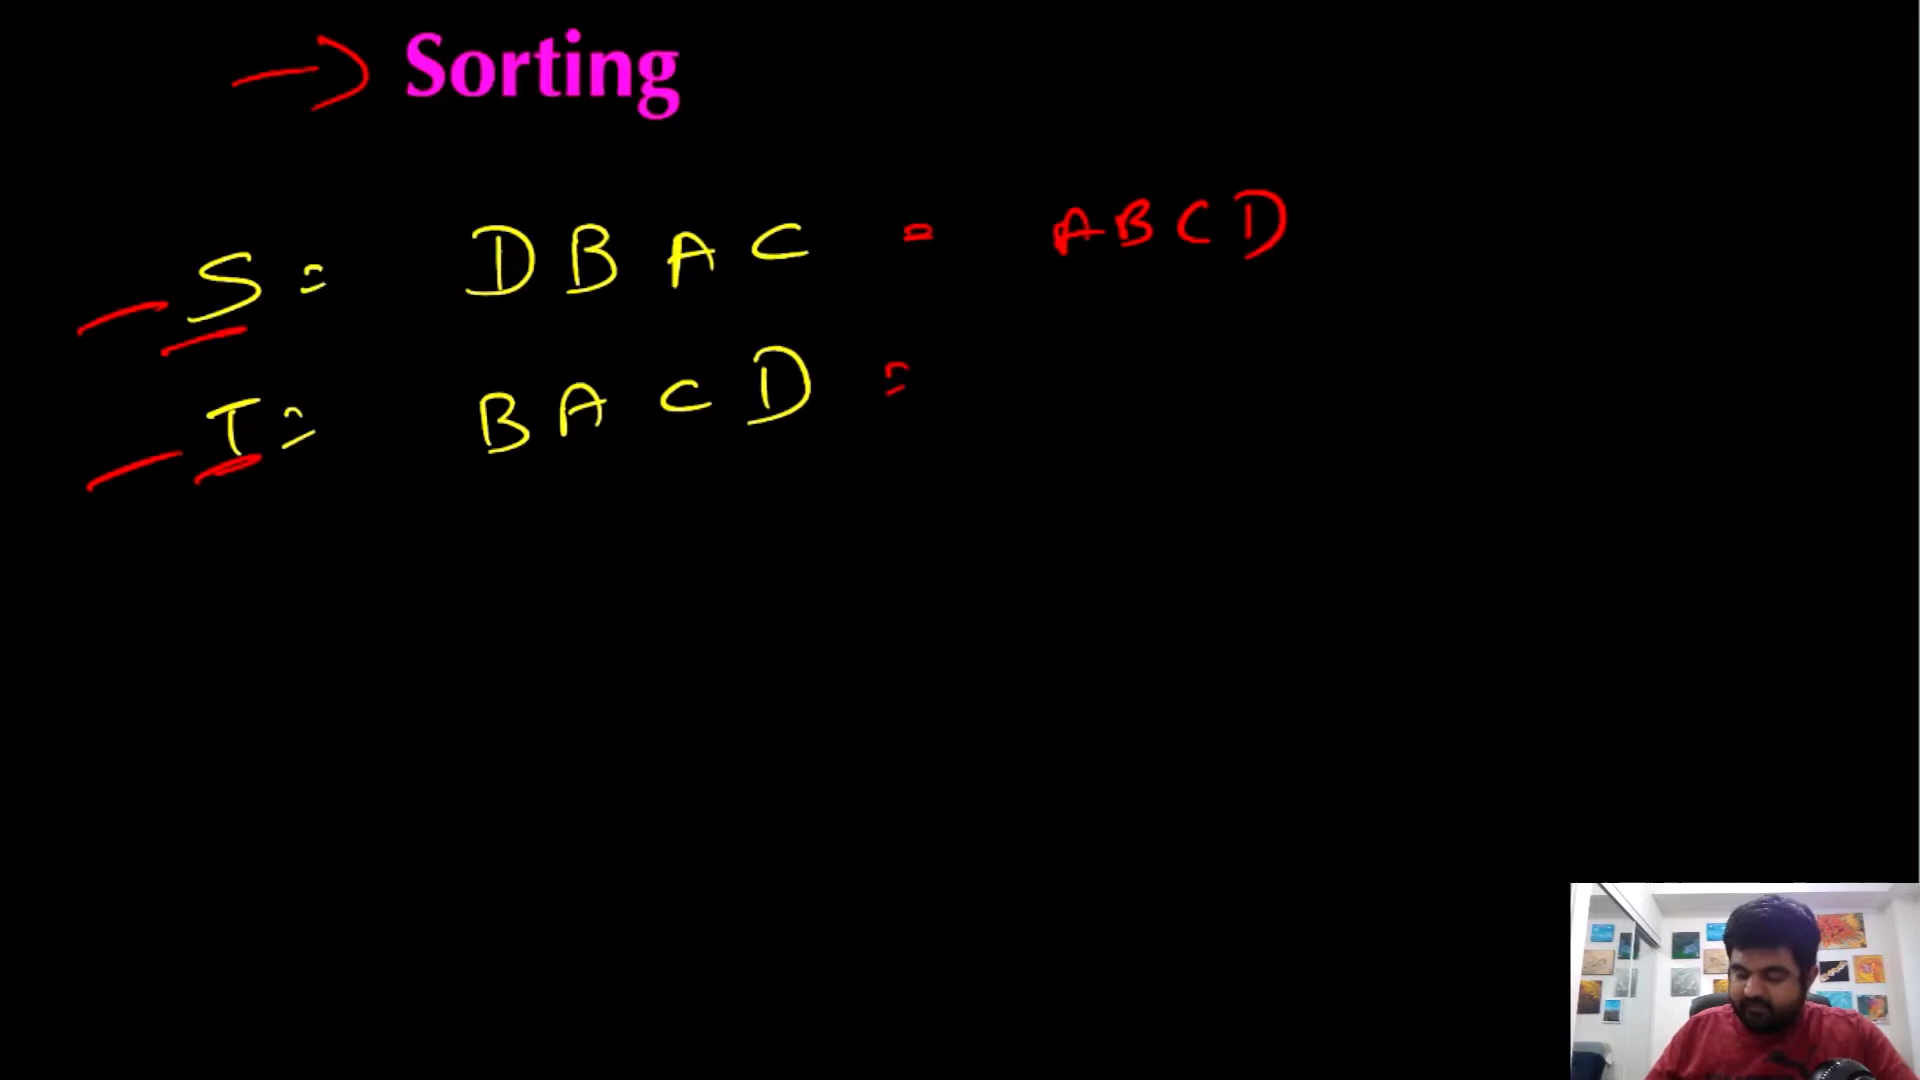 Sorting
S = D B A C = A B C D
T = B A C D =